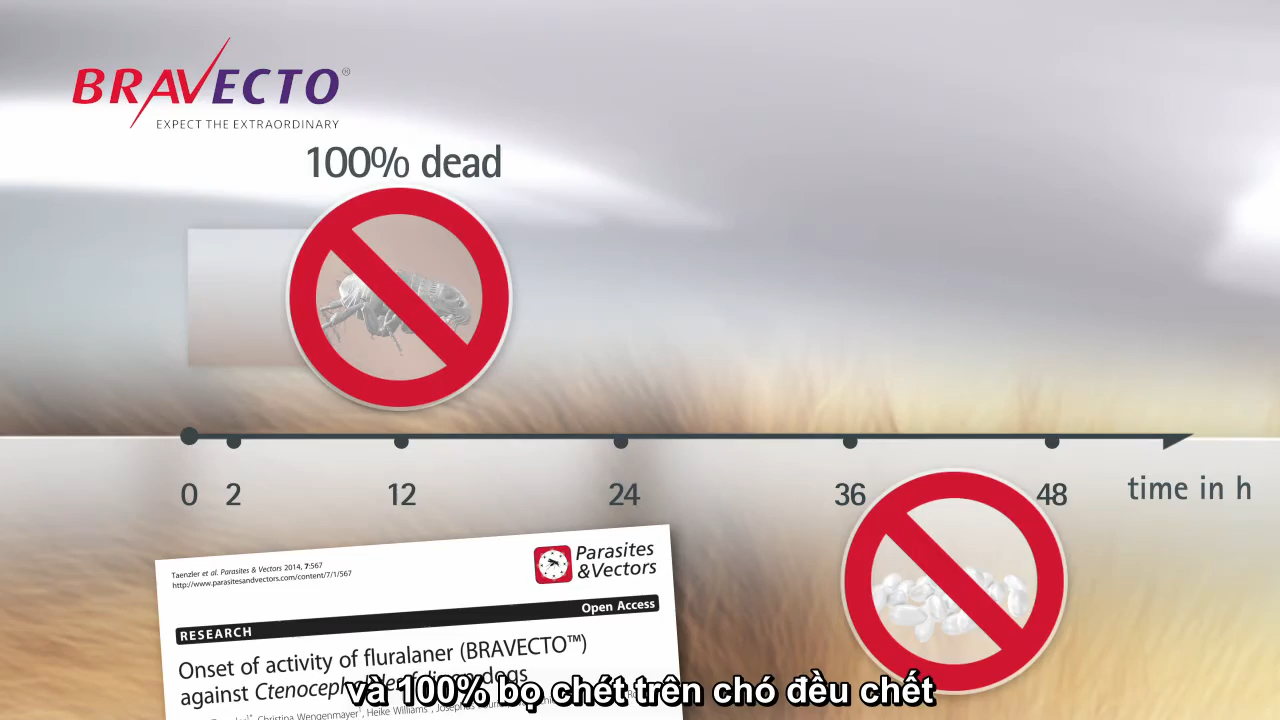 BRAVECTO®
EXPECT THE EXTRAORDINARY
100% dead
0 2 12 24 36 48 time in h
Taenzler et al. Parasites & Vectors 2014, 7:567
http://www.parasitesandvectors.com/content/7/1/567
Parasites
&Vectors
RESEARCH Open Access
Onset of activity of fluralaner (BRAVECTO™)
against dogs
Christina Wengenmayer, Heike Williams
và 100% bọ chét trên chó đều chết